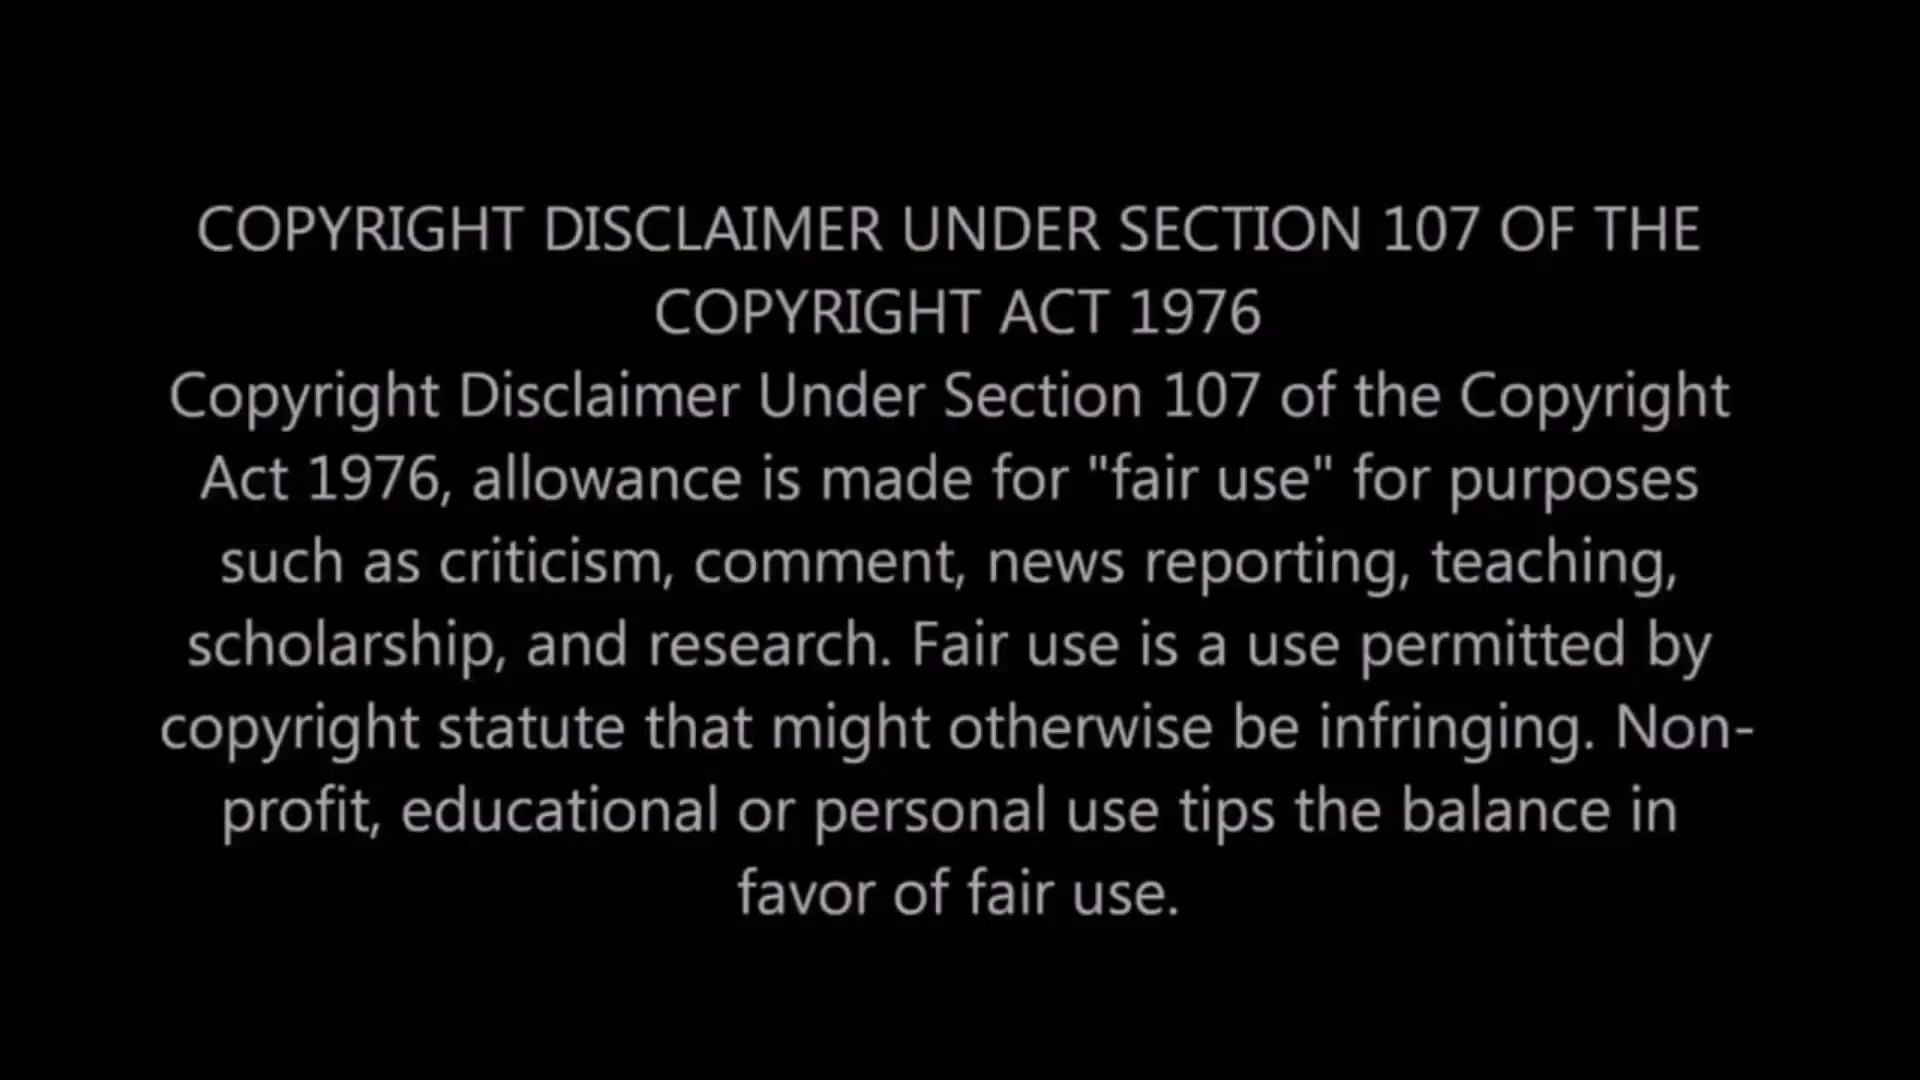 COPYRIGHT DISCLAIMER UNDER SECTION 107 OF THE
COPYRIGHT ACT 1976
Copyright Disclaimer Under Section 107 of the Copyright
Act 1976, allowance is made for "fair use" for purposes
such as criticism, comment, news reporting, teaching,
scholarship, and research. Fair use is a use permitted by
copyright statute that might otherwise be infringing. Non-
profit, educational or personal use tips the balance in
favor of fair use.